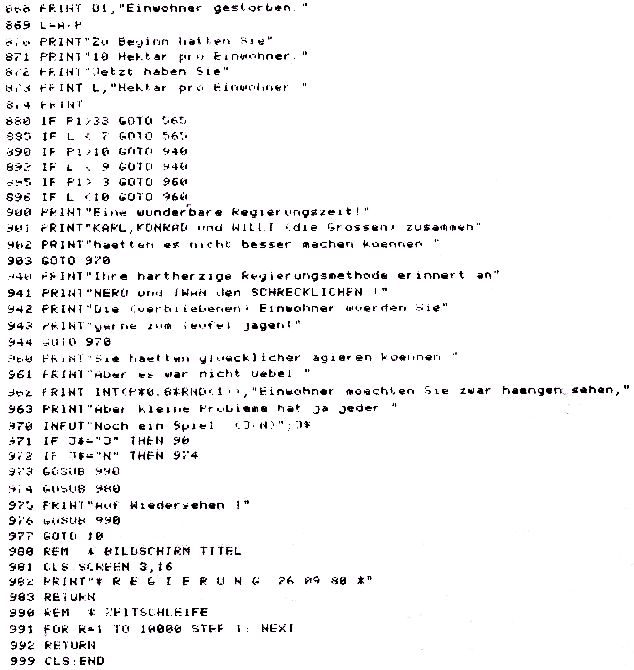 868 PRINT D1,"Einwohner gestorben."
869 L=A/P
870 PRINT"Zu Beginn hatten Sie"
871 PRINT"10 Hektar pro Einwohner."
872 PRINT"Jetzt haben Sie"
873 PRINT L,"Hektar pro Einwohner."
874 PRINT
880 IF P1>33 GOTO 565
885 IF L < 7 GOTO 565
890 IF P1>10 GOTO 940
892 IF L < 9 GOTO 940
895 IF P1> 3 GOTO 960
896 IF L <10 GOTO 960
900 PRINT"Eine wunderbare Regierungszeit!"
901 PRINT"KARL,KONRAD und WILLI (die Grossen) zusammen"
902 PRINT"haetten es nicht besser machen koennen."
903 GOTO 970
940 PRINT"Ihre hartherzige Regierungsmethode erinnert an"
941 PRINT"NERO und IWAN den SCHRECKLICHEN !"
942 PRINT"Die (verbliebenen) Einwohner wuerden Sie"
943 PRINT"gerne zum Teufel jagen!"
944 GOTO 970
960 PRINT"Sie haetten gluecklicher agieren koennen."
961 PRINT"Aber es war nicht uebel."
962 PRINT INT(P*0.8*RND(1)),"Einwohner moechten Sie zwar haengen sehen,"
963 PRINT"Aber kleine Probleme hat ja jeder."
970 INPUT"Noch ein Spiel (J/N)";J$
971 IF J$="J" THEN 90
972 IF J$="N" THEN 974
973 GOSUB 990
974 GOSUB 980
975 PRINT"Auf Wiedersehen !"
976 GOSUB 990
977 GOTO 10
980 REM * BILDSCHIRM TITEL
981 CLS:SCREEN 3,16
982 PRINT"* R E G I E R U N G 26 09 80 *"
983 RETURN
990 REM * ZEITSCHLEIFE
991 FOR R=1 TO 10000 STEP 1: NEXT
992 RETURN
999 CLS:END